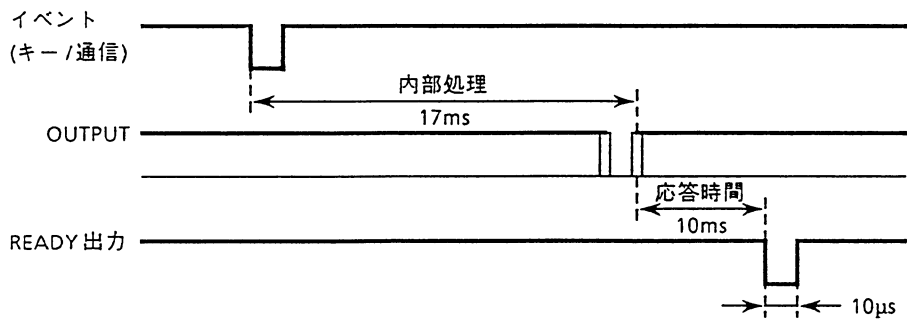 イベント
(キー/通信)
内部処理
17ms
OUTPUT
応答時間
10ms
READY出力
10μs